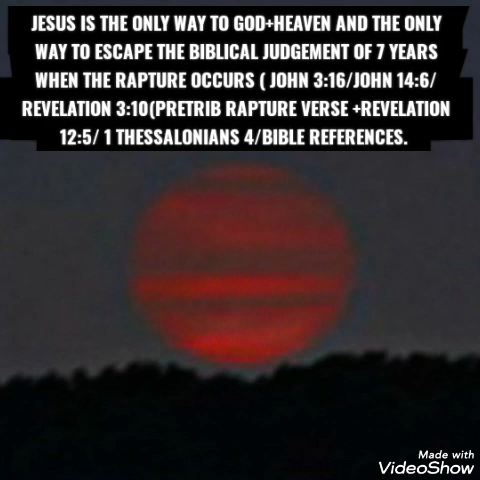 JESUS IS THE ONLY WAY TO GOD+HEAVEN AND THE ONLY
WAY TO ESCAPE THE BIBLICAL JUDGEMENT OF 7 YEARS
WHEN THE RAPTURE OCCURS ( JOHN 3:16/JOHN 14:6/
REVELATION 3:10(PRETRIB RAPTURE VERSE +REVELATION
12:5/ 1 THESSALONIANS 4/BIBLE REFERENCES.
Made with
VideoShow